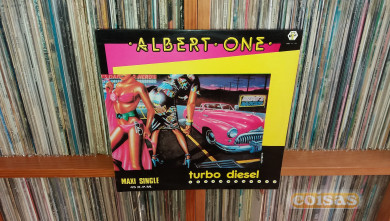 ·ALBERT·ONE·
MAXI SINGLE
turbo diesel
coisas